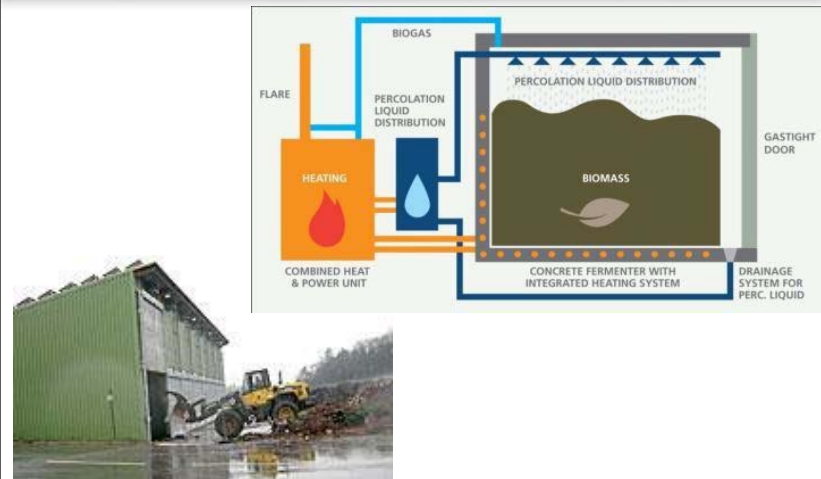 BIOGAS
FLARE
PERCOLATION
LIQUID
DISTRIBUTION
PERCOLATION LIQUID DISTRIBUTION
GASTIGHT
DOOR
HEATING
BIOMASS
COMBINED HEAT
& POWER UNIT
CONCRETE FERMENTER WITH
INTEGRATED HEATING SYSTEM
DRAINAGE
SYSTEM FOR
PERC. LIQUID